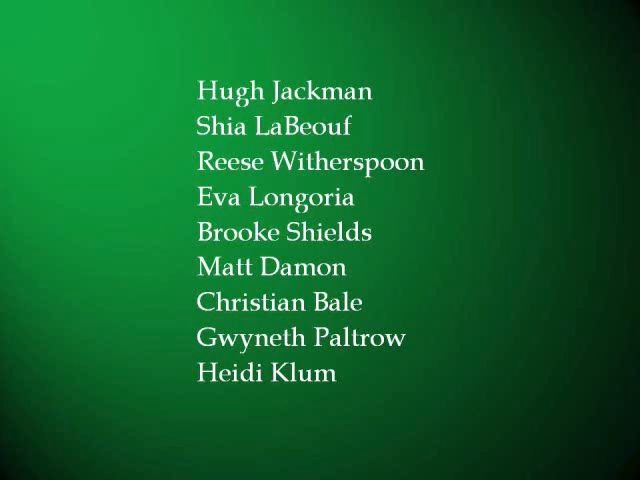 Hugh Jackman
Shia LaBeouf
Reese Witherspoon
Eva Longoria
Brooke Shields
Matt Damon
Christian Bale
Gwyneth Paltrow
Heidi Klum